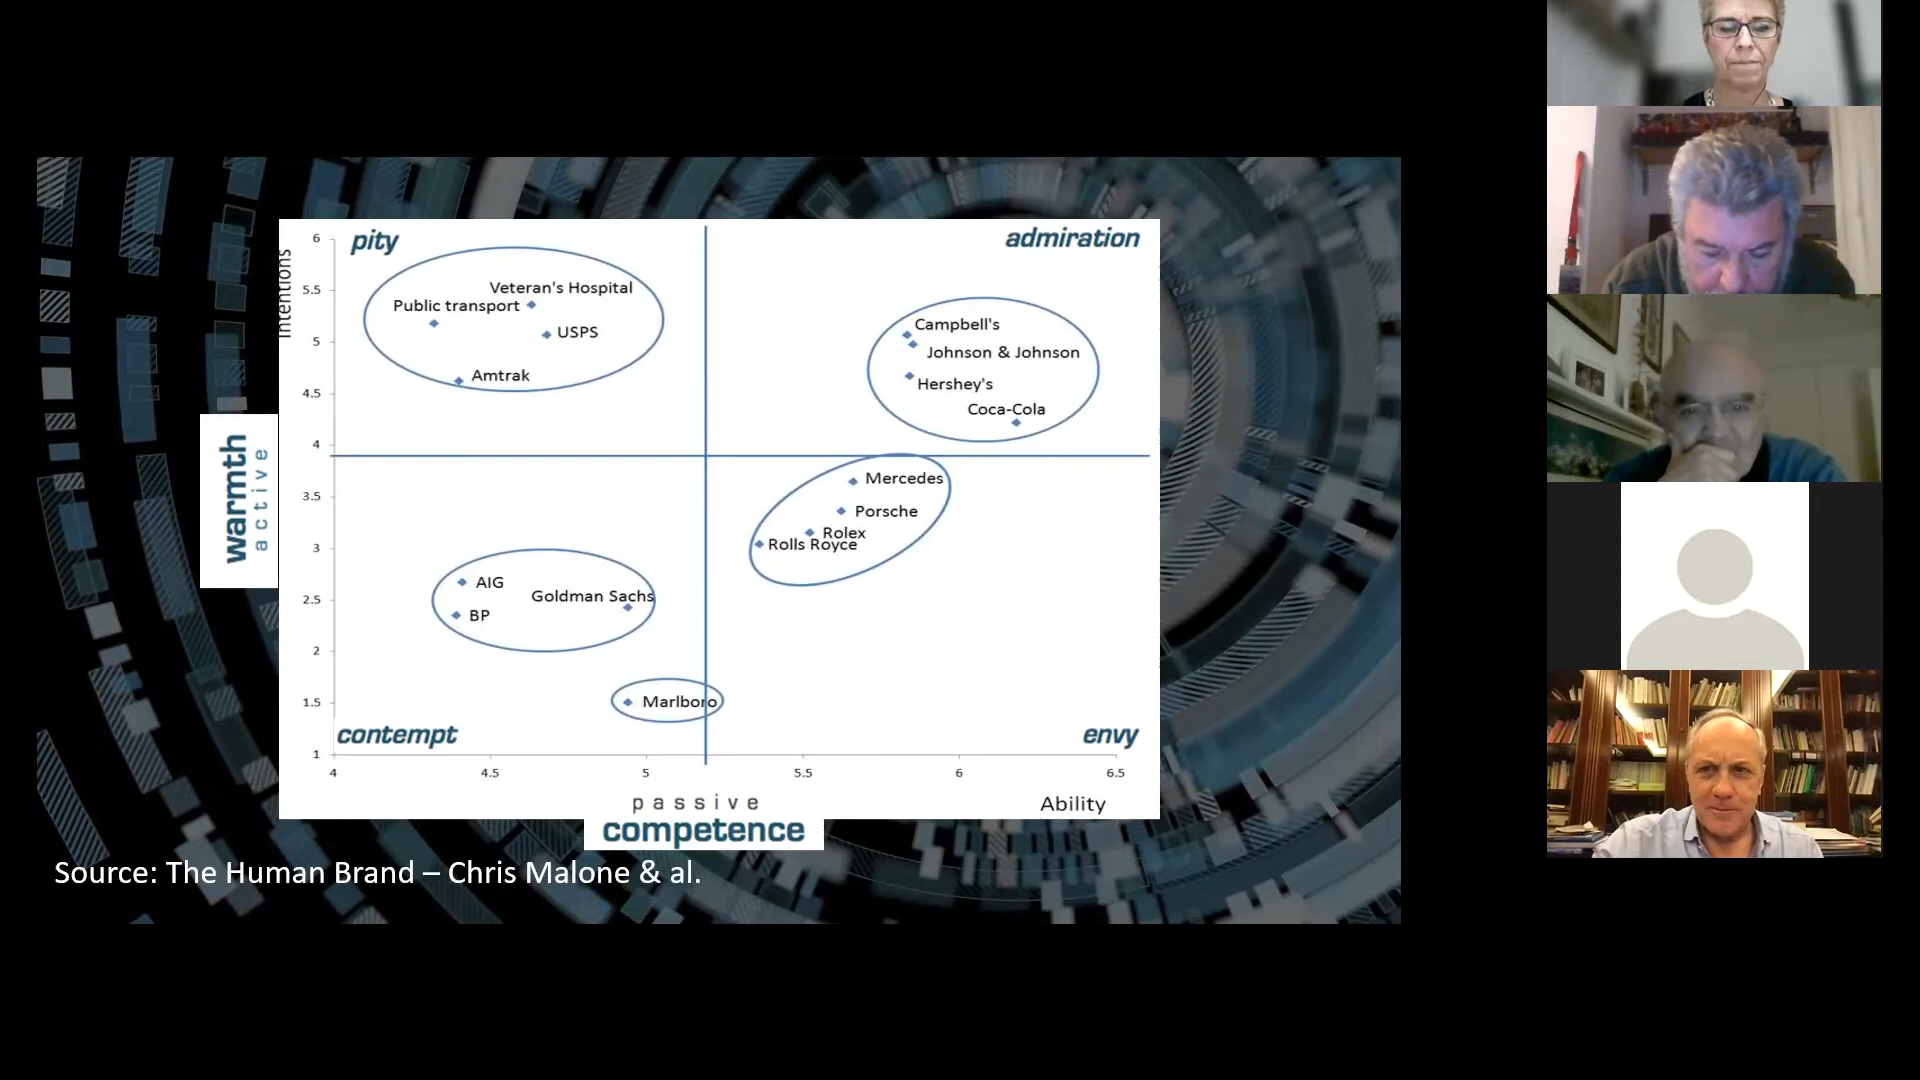 pity
admiration
Intentions
6
5.5
5
4.5
4
3.5
3
2.5
2
1.5
1
Veteran's Hospital
Public transport
USPS
Amtrak
Campbell's
Johnson & Johnson
Hershey's
Coca-Cola
warmth
active
Mercedes
Porsche
Rolex
Rolls Royce
AIG
Goldman Sachs
BP
Marlboro
contempt
envy
4
4.5
5
5.5
6
6.5
passive
Ability
competence
Source: The Human Brand – Chris Malone & al.